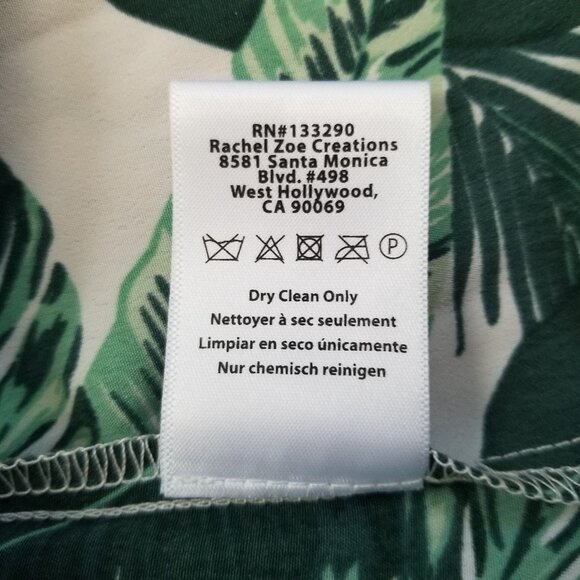 RN#133290
Rachel Zoe Creations
8581 Santa Monica
Blvd. #498
West Hollywood,
CA 90069
P
Dry Clean Only
Nettoyer à sec seulement
Limpiar en seco únicamente
Nur chemisch reinigen